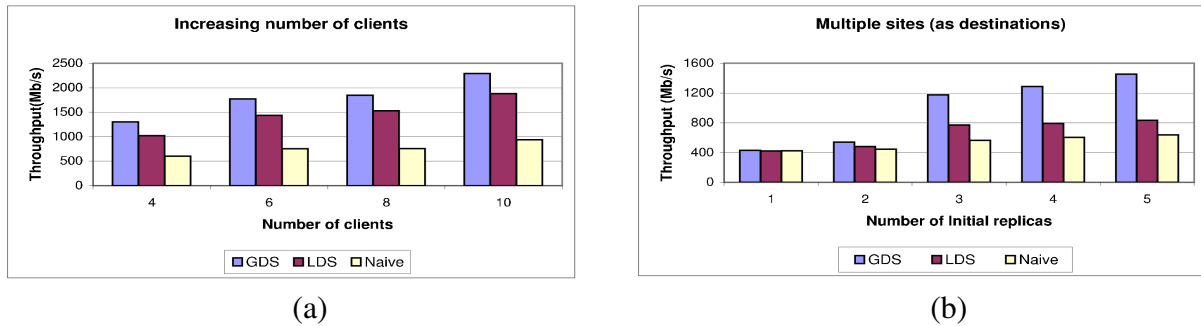 Increasing number of clients
2500
2000
1500
1000
500
0
Throughput(Mb/s)
4 6 8 10
Number of clients
GDS LDS Naive
(a)
Multiple sites (as destinations)
1600
1200
800
400
0
Throughput (Mb/s)
1 2 3 4 5
Number of Initial replicas
GDS LDS Naive
(b)